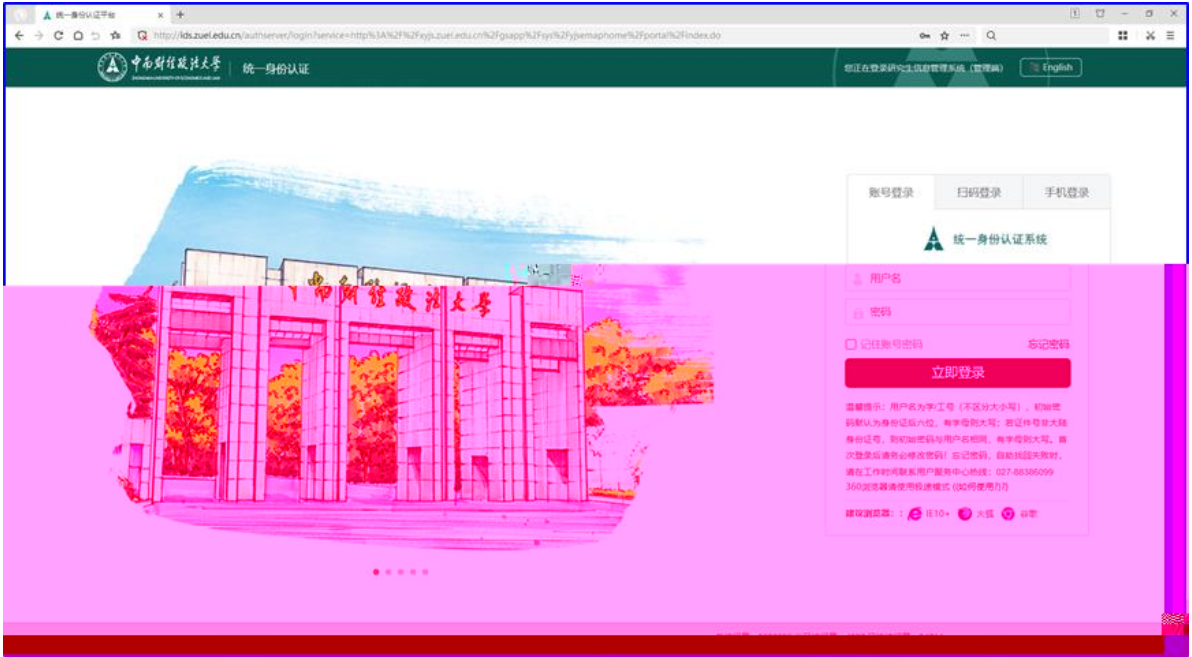 统一身份认证平台
http://ids.zuel.edu.cn/authserver/login?service=http%3A%2F%2Fyjs.zuel.edu.cn%2Fgsapp%2Fsys%2Fyjsemaphome%2Fportal%2Findex.do
中南财经政法大学 统一身份认证
您正在登录研究生信息管理系统（管理端） English
账号登录 扫码登录 手机登录
统一身份认证系统
中南财经政法大学
用户名
密码
记住账号密码 忘记密码
立即登录
温馨提示：用户名为学/工号（不区分大小写），初始密
码默认为身份证后六位，有字母则大写；若证件号非大陆
身份证号，则初始密码与用户名相同，有字母则大写。首
次登录后请务必修改密码！忘记密码，自助找回失败时，
请在工作时间联系用户服务中心热线：027-88386099
360浏览器请使用极速模式 (如何使用?)
建议浏览器： IE10+ 火狐 谷歌